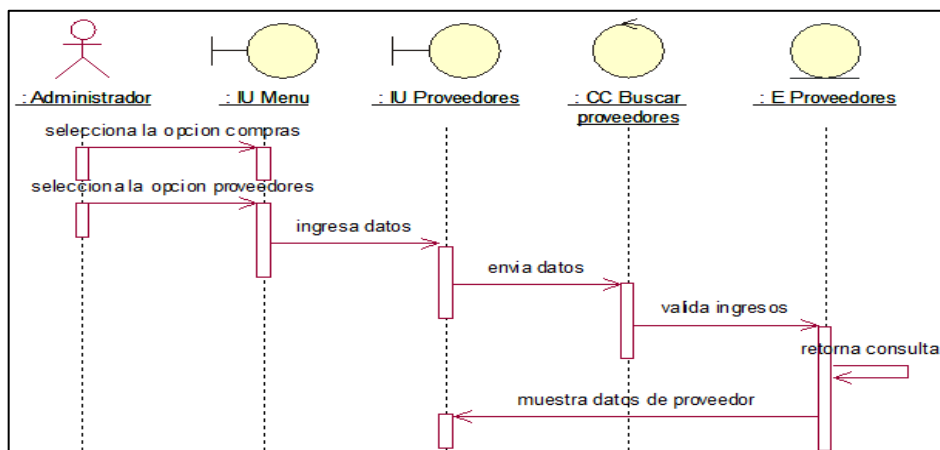 : Administrador
: IU Menu
: IU Proveedores
: CC Buscar
proveedores
: E Proveedores
selecciona la opcion compras
selecciona la opcion proveedores
ingresa datos
envia datos
valida ingresos
retorna consulta
muestra datos de proveedor